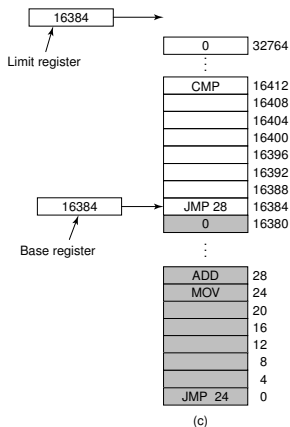 16384
Limit register
0 32764
⋮
CMP 16412
16408
16404
16400
16396
16392
16388
16384 JMP 28 16384
0 16380
Base register
⋮
ADD 28
MOV 24
20
16
12
8
4
JMP 24 0
(c)